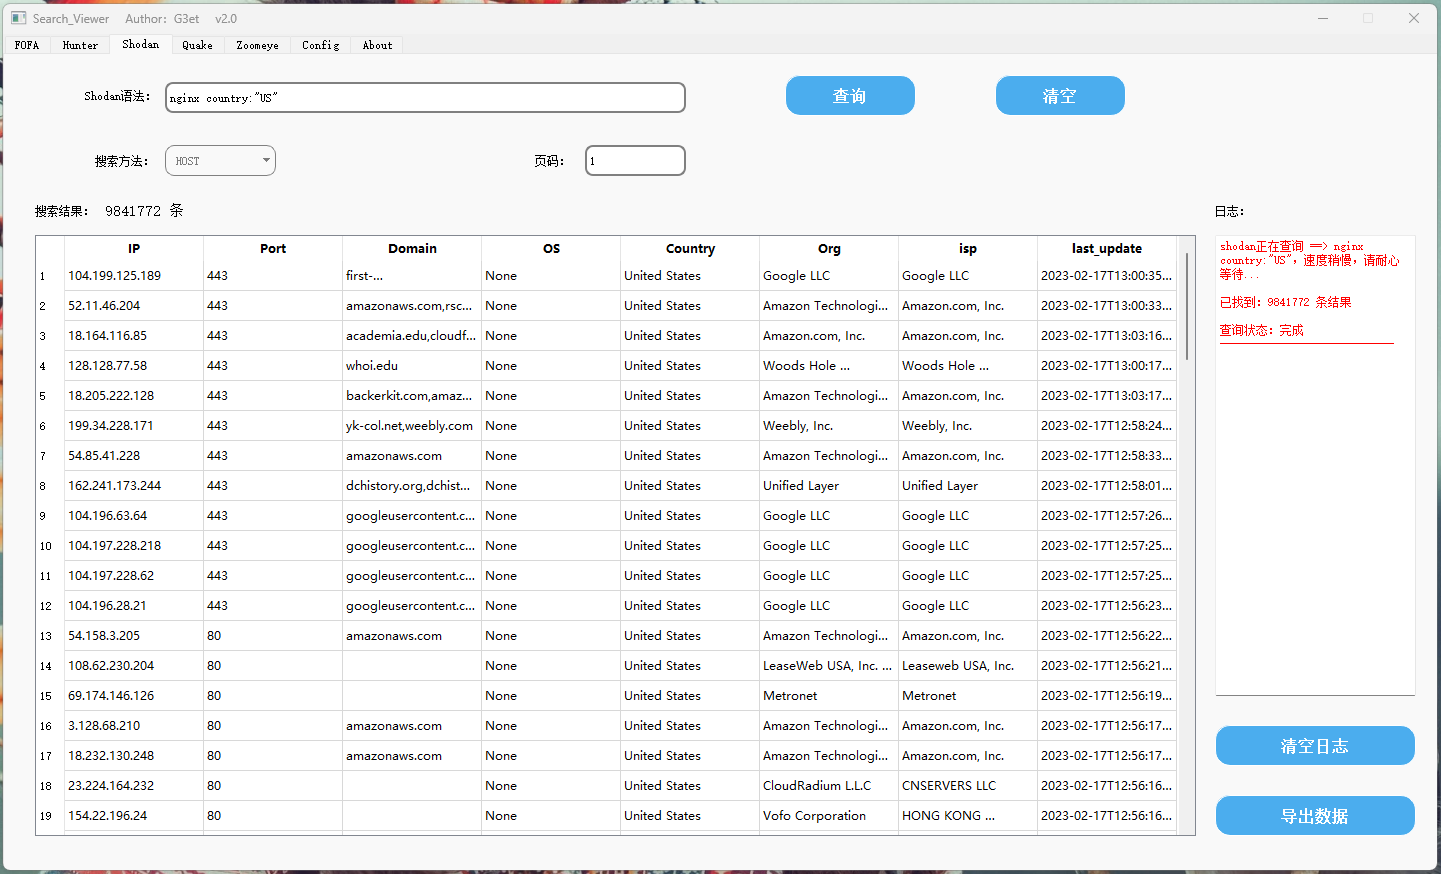 Search_Viewer Author: G3et v2.0
FOFA Hunter Shodan Quake Zoomeye Config About
Shodan语法: nginx country:"US" 查询 清空
搜索方法: HOST 页码: 1
搜索结果: 9841772 条 日志:
IP Port Domain OS Country Org isp last_update
1 104.199.125.189 443 first-... None United States Google LLC Google LLC 2023-02-17T13:00:35...
2 52.11.46.204 443 amazonaws.com,rsc... None United States Amazon Technologi... Amazon.com, Inc. 2023-02-17T13:00:33...
3 18.164.116.85 443 academia.edu,cloudf... None United States Amazon.com, Inc. Amazon.com, Inc. 2023-02-17T13:03:16...
4 128.128.77.58 443 whoi.edu None United States Woods Hole ... Woods Hole ... 2023-02-17T13:00:17...
5 18.205.222.128 443 backerkit.com,amaz... None United States Amazon Technologi... Amazon.com, Inc. 2023-02-17T13:03:17...
6 199.34.228.171 443 yk-col.net,weebly.com None United States Weebly, Inc. Weebly, Inc. 2023-02-17T12:58:24...
7 54.85.41.228 443 amazonaws.com None United States Amazon Technologi... Amazon.com, Inc. 2023-02-17T12:58:33...
8 162.241.173.244 443 dchistory.org,dchist... None United States Unified Layer Unified Layer 2023-02-17T12:58:01...
9 104.196.63.64 443 googleusercontent.c... None United States Google LLC Google LLC 2023-02-17T12:57:26...
10 104.197.228.218 443 googleusercontent.c... None United States Google LLC Google LLC 2023-02-17T12:57:25...
11 104.197.228.62 443 googleusercontent.c... None United States Google LLC Google LLC 2023-02-17T12:57:25...
12 104.196.28.21 443 googleusercontent.c... None United States Google LLC Google LLC 2023-02-17T12:56:23...
13 54.158.3.205 80 amazonaws.com None United States Amazon Technologi... Amazon.com, Inc. 2023-02-17T12:56:22...
14 108.62.230.204 80 None United States LeaseWeb USA, Inc. ... Leaseweb USA, Inc. 2023-02-17T12:56:21...
15 69.174.146.126 80 None United States Metronet Metronet 2023-02-17T12:56:19...
16 3.128.68.210 80 amazonaws.com None United States Amazon Technologi... Amazon.com, Inc. 2023-02-17T12:56:17...
17 18.232.130.248 80 amazonaws.com None United States Amazon Technologi... Amazon.com, Inc. 2023-02-17T12:56:17...
18 23.224.164.232 80 None United States CloudRadium L.L.C CNSERVERS LLC 2023-02-17T12:56:16...
19 154.22.196.24 80 None United States Vofo Corporation HONG KONG ... 2023-02-17T12:56:16...
shodan正在查询 ==> nginx
country:"US"，速度稍慢，请耐心
等待...
已找到: 9841772 条结果
查询状态: 完成
清空日志
导出数据